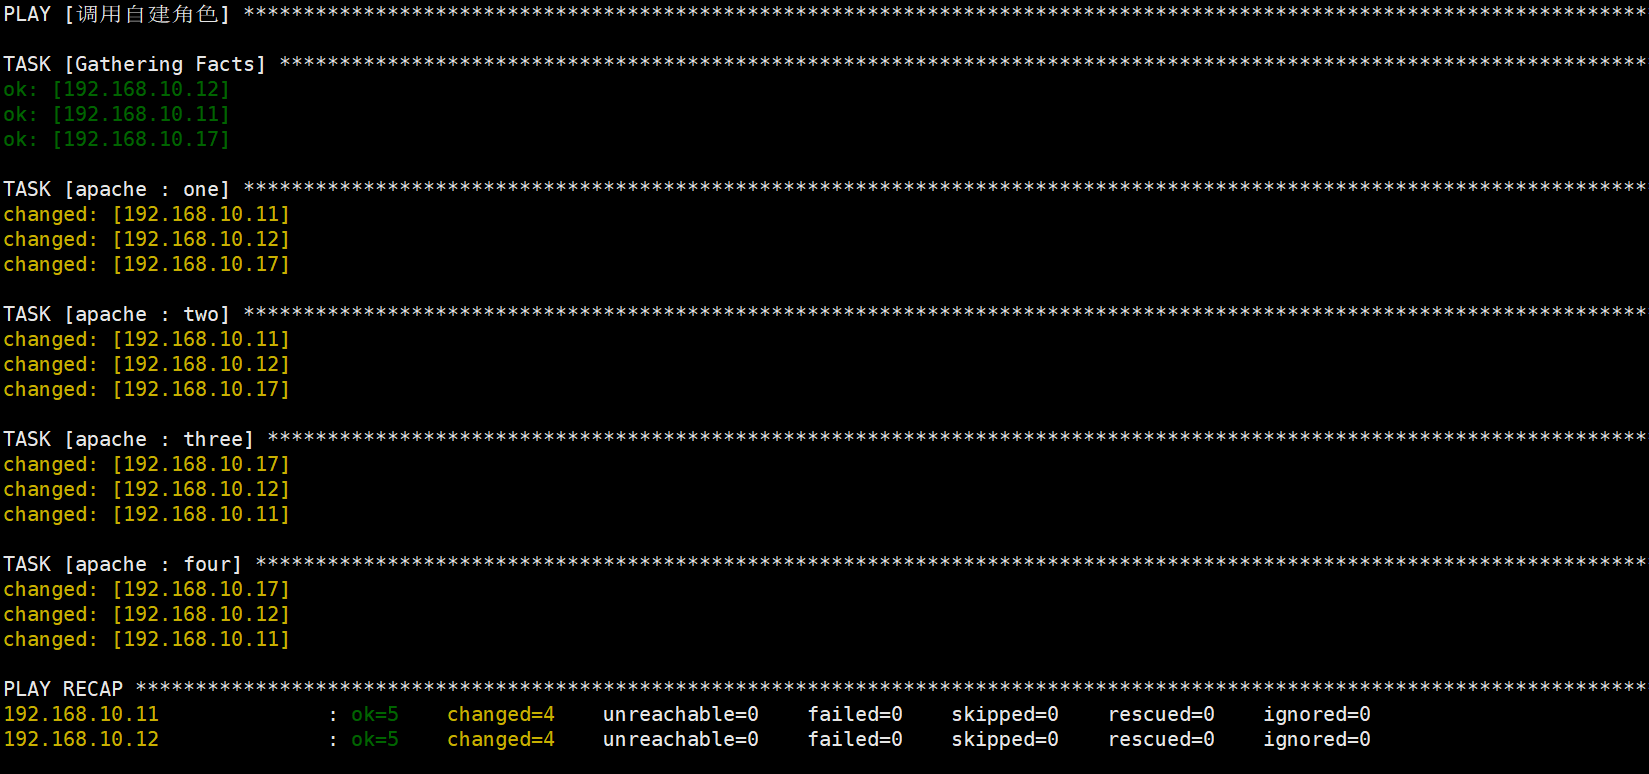 PLAY [调用自建角色] *********************************************************************************************************************
TASK [Gathering Facts] ******************************************************************************************************************
ok: [192.168.10.12]
ok: [192.168.10.11]
ok: [192.168.10.17]
TASK [apache : one] *********************************************************************************************************************
changed: [192.168.10.11]
changed: [192.168.10.12]
changed: [192.168.10.17]
TASK [apache : two] *********************************************************************************************************************
changed: [192.168.10.11]
changed: [192.168.10.12]
changed: [192.168.10.17]
TASK [apache : three] *******************************************************************************************************************
changed: [192.168.10.17]
changed: [192.168.10.12]
changed: [192.168.10.11]
TASK [apache : four] ********************************************************************************************************************
changed: [192.168.10.17]
changed: [192.168.10.12]
changed: [192.168.10.11]
PLAY RECAP ******************************************************************************************************************************
192.168.10.11              : ok=5    changed=4    unreachable=0    failed=0    skipped=0    rescued=0    ignored=0
192.168.10.12              : ok=5    changed=4    unreachable=0    failed=0    skipped=0    rescued=0    ignored=0